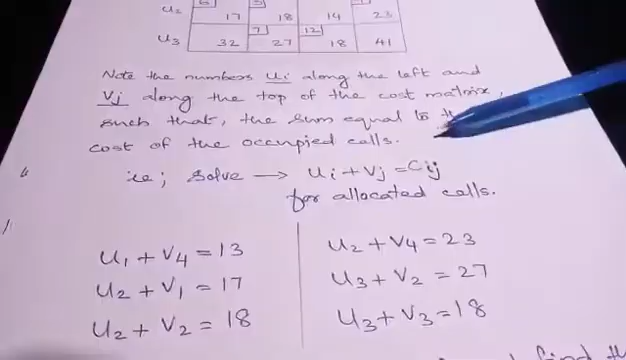 U2 17 18 14 23
U3 32 7 27 12 18 41
Note the numbers Ui along the left and
Vj along the top of the cost matrix,
such that, the sum equal to
cost of the occupied cells.
ie; solve → Ui + Vj = Cij
for allocated cells.
U1 + V4 = 13
U2 + V1 = 17
U2 + V2 = 18
U2 + V4 = 23
U3 + V2 = 27
U3 + V3 = 18
find